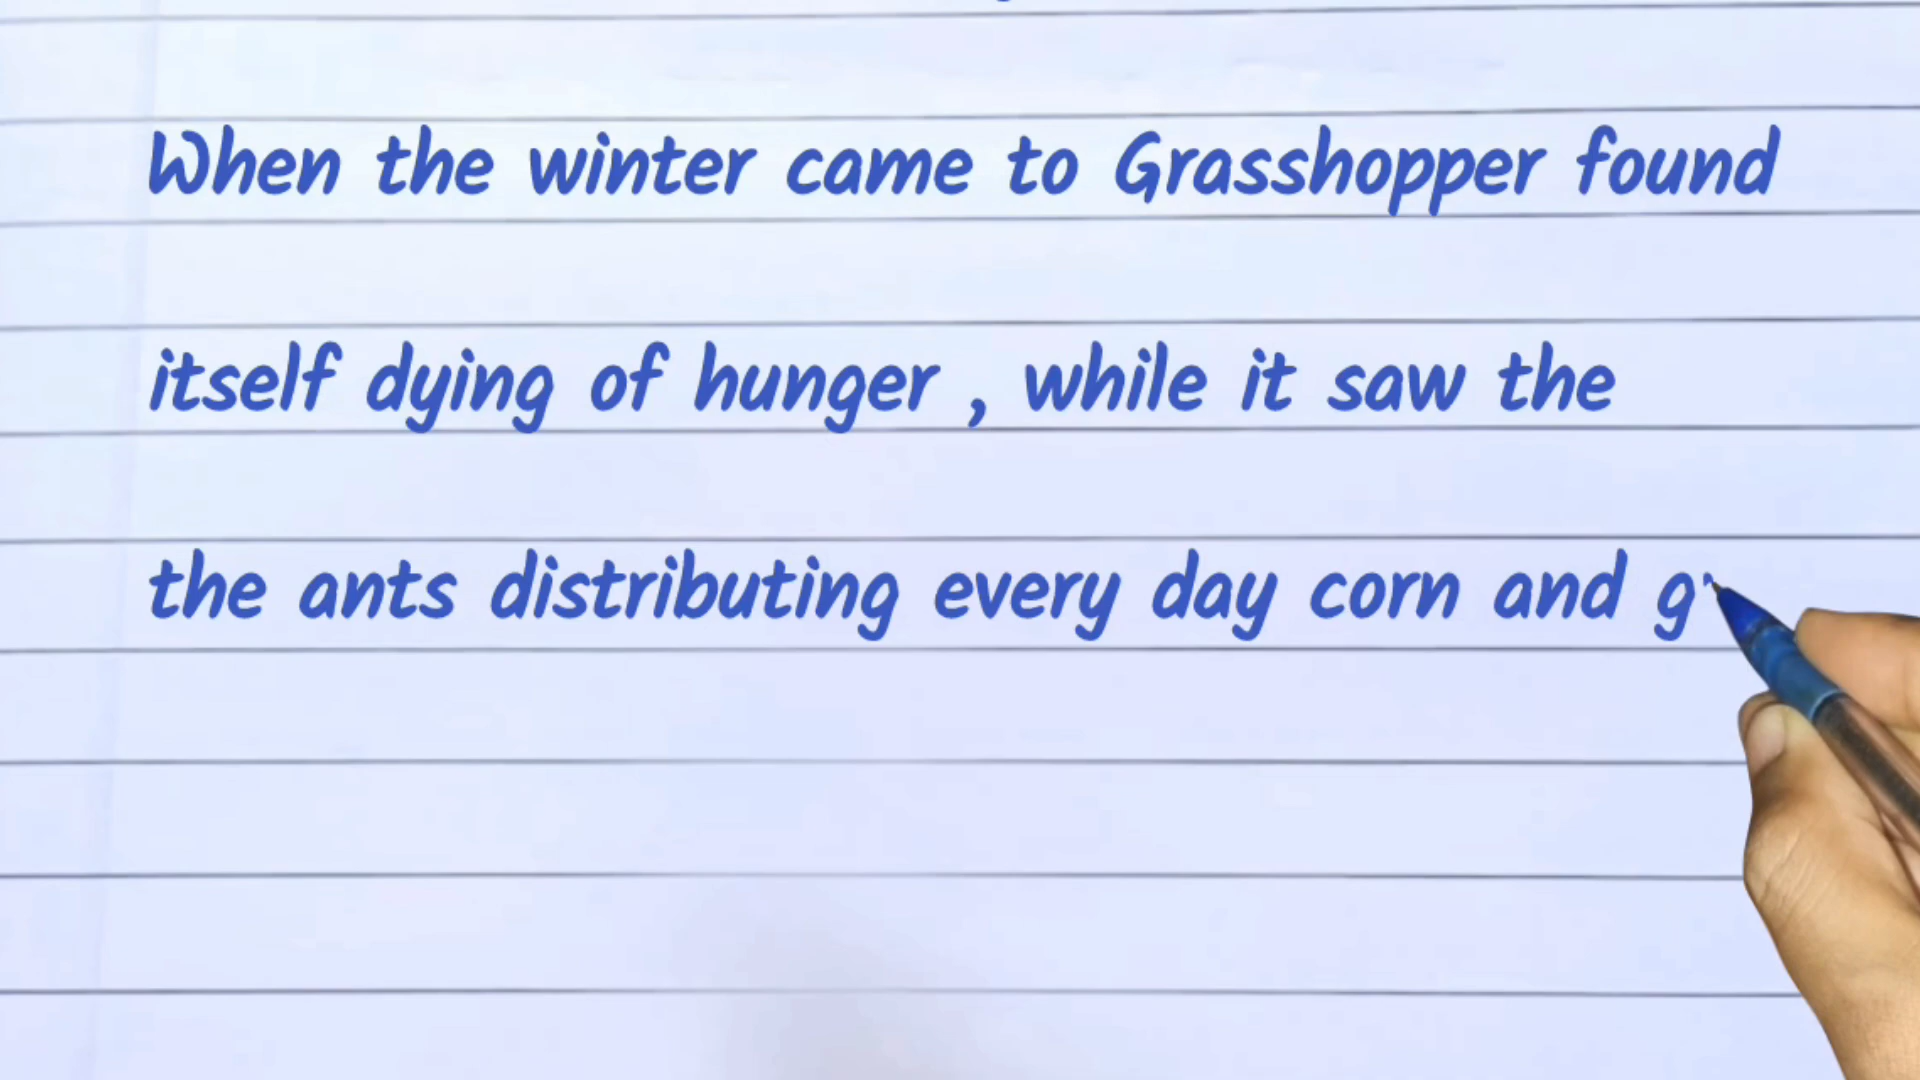 When the winter came to Grasshopper found
itself dying of hunger , while it saw the
the ants distributing every day corn and